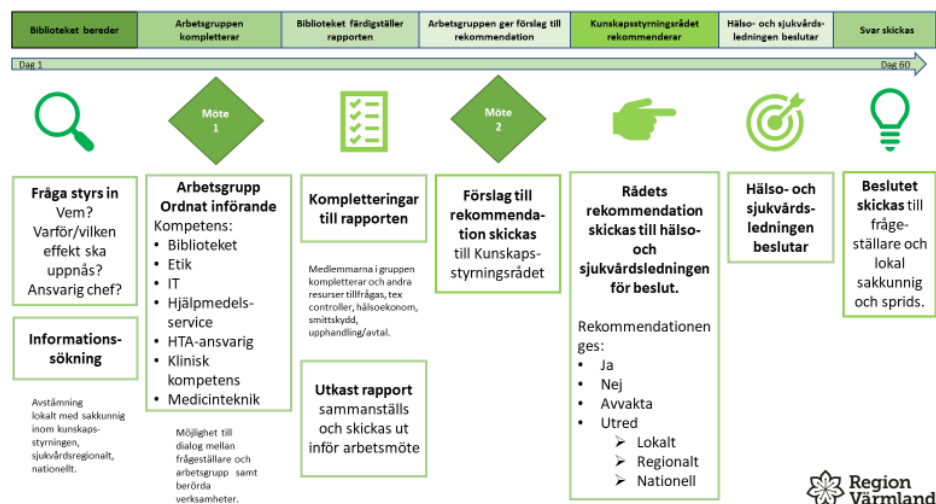 Biblioteket bereder
Arbetsgruppen
kompletterar
Biblioteket färdigställer
rapporten
Arbetsgruppen ger förslag till
rekommendation
Kunskapsstyrningsrådet
rekommenderar
Hälso- och sjukvårds-
ledningen beslutar
Svar skickas
Dag 1
Dag 60
Möte
1
Möte
2
Fråga styrs in
Vem?
Varför/vilken
effekt ska
uppnås?
Ansvarig chef?
Informations-
sökning
Avstämning
lokalt med sakkunnig
inom kunskaps-
styrningen,
sjukvårdsregionalt,
nationellt.
Arbetsgrupp
Ordnat införande
Kompetens:
• Biblioteket
• Etik
• IT
• Hjälpmedels-
service
• HTA-ansvarig
• Klinisk
kompetens
• Medicinteknik
Möjlighet till
dialog mellan
frågeställare och
arbetsgrupp samt
berörda
verksamheter.
Kompletteringar
till rapporten
Medlemmarna i gruppen
kompletterar och andra
resurser tillfrågas, tex
controller, hälsoekonom,
smittskydd,
upphandling/avtal.
Utkast rapport
sammanställs
och skickas ut
inför arbetsmöte
Förslag till
rekommenda-
tion skickas
till Kunskaps-
styrningsrådet
Rådets
rekommendation
skickas till hälso-
och
sjukvårdsledningen
för beslut.
Rekommendationen
ges:
• Ja
• Nej
• Avvakta
• Utred
➢ Lokalt
➢ Regionalt
➢ Nationell
Hälso- och
sjukvårds-
ledningen
beslutar
Beslutet
skickas till
fråge-
ställare och
lokal
sakkunnig
och sprids.
Region
Värmland